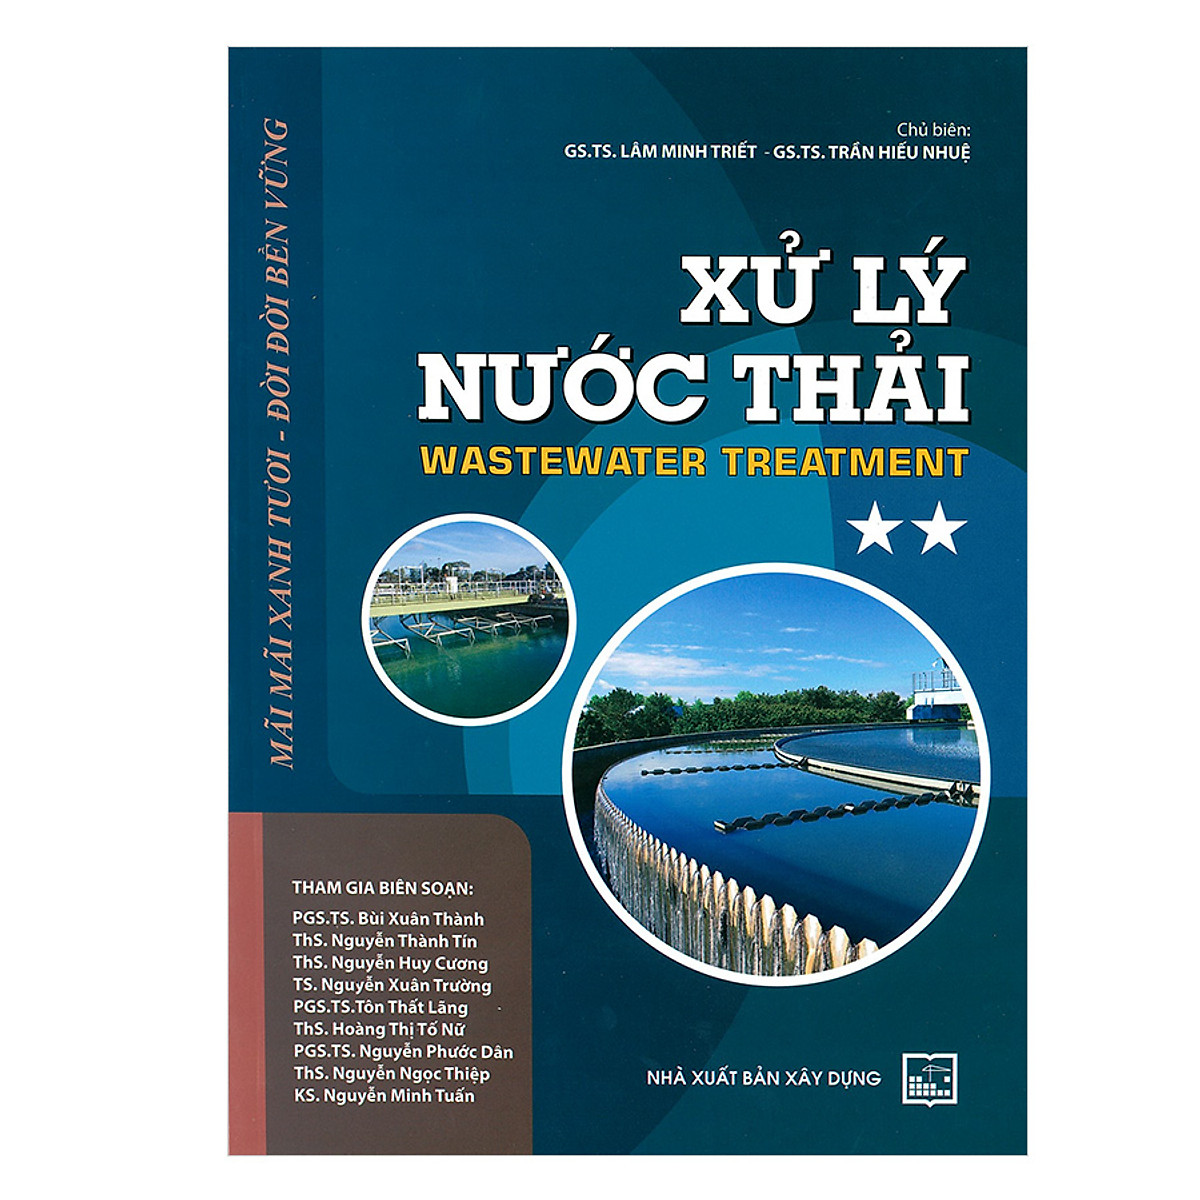 Chủ biên:
GS.TS. LÂM MINH TRIẾT - GS.TS. TRẦN HIẾU NHUỆ
XỬ LÝ
NƯỚC THẢI
WASTEWATER TREATMENT
MÃI MÃI XANH TƯƠI - ĐỜI ĐỜI BỀN VỮNG
THAM GIA BIÊN SOẠN:
PGS.TS. Bùi Xuân Thành
ThS. Nguyễn Thành Tín
ThS. Nguyễn Huy Cương
TS. Nguyễn Xuân Trường
PGS.TS.Tôn Thất Lãng
ThS. Hoàng Thị Tố Nữ
PGS.TS. Nguyễn Phước Dân
ThS. Nguyễn Ngọc Thiệp
KS. Nguyễn Minh Tuấn
NHÀ XUẤT BẢN XÂY DỰNG